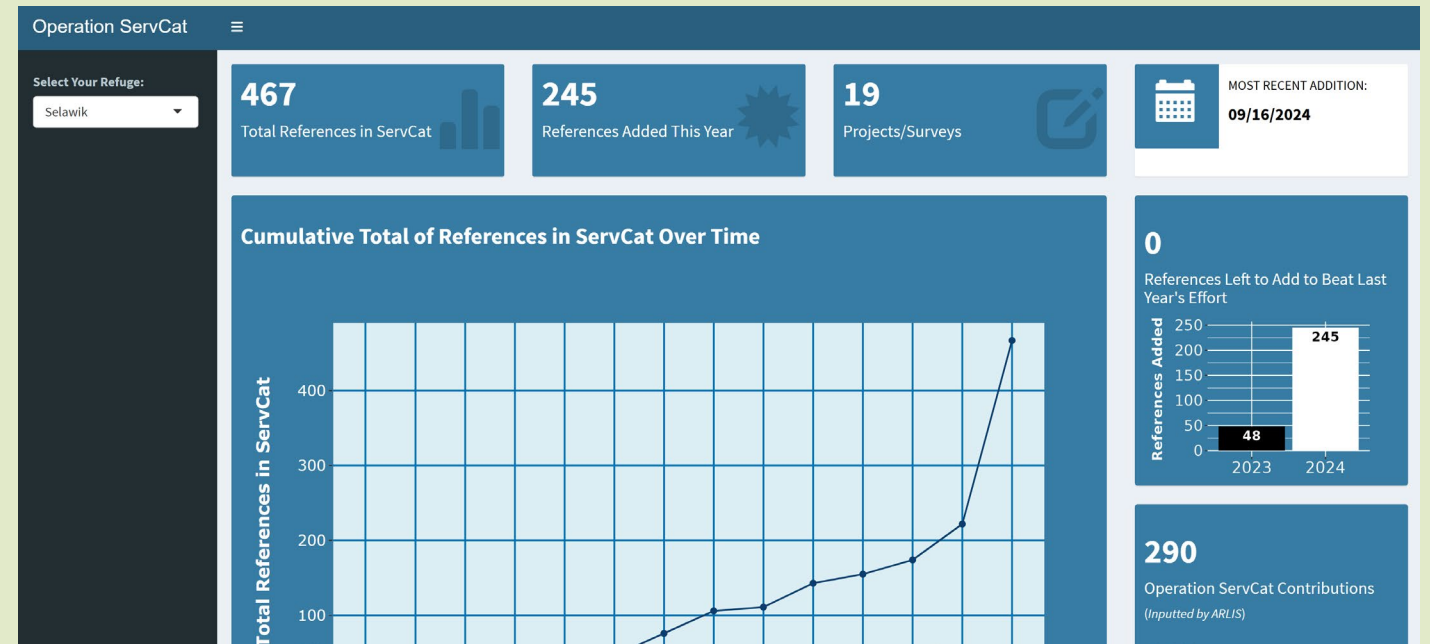 Operation ServCat
Select Your Refuge:
Selawik
467
Total References in ServCat
245
References Added This Year
19
Projects/Surveys
MOST RECENT ADDITION:
09/16/2024
Cumulative Total of References in ServCat Over Time
Total References in ServCat
400
300
200
100
0
References Left to Add to Beat Last
Year's Effort
References Added
250
200
150
100
50
0
48
245
2023
2024
290
Operation ServCat Contributions
(Inputted by ARLIS)